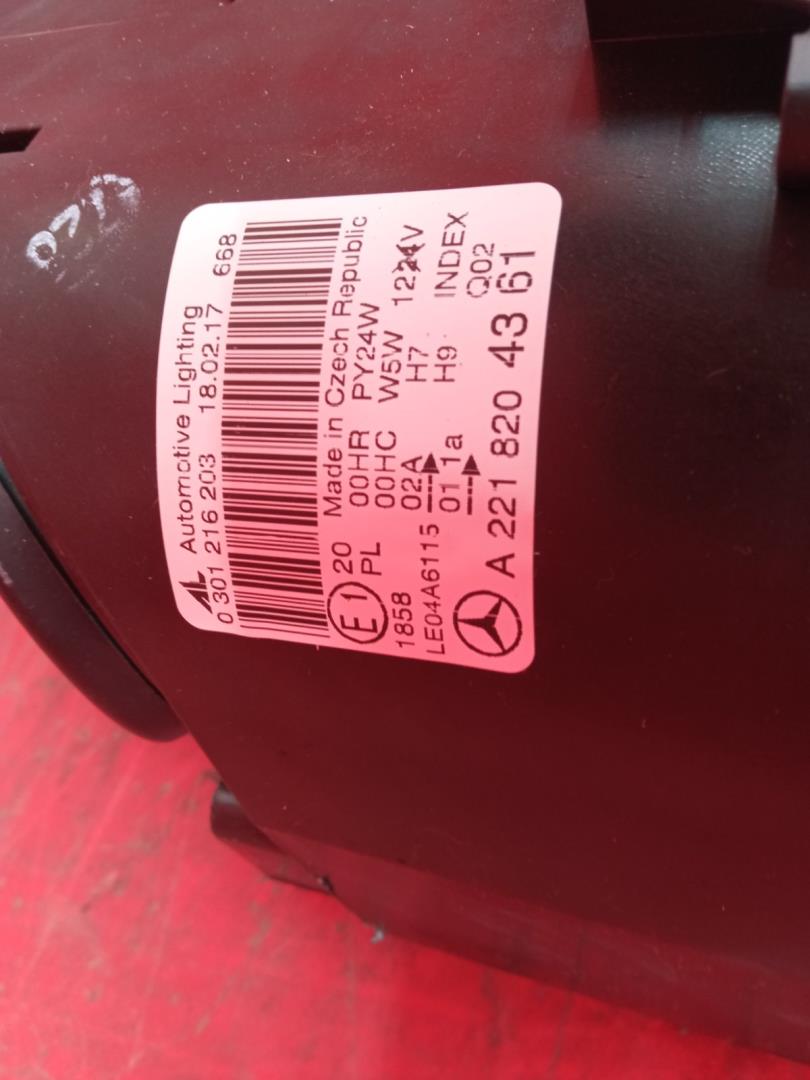 Automotive Lighting
0 301 216 203 18.02.17 668
Made in Czech Republic
E1 20 00HR PY24W 12V
PL 00HC W5W
1858 02A H7
LE04A6115 01 1a H9 INDEX
Q02
A 221 820 43 61